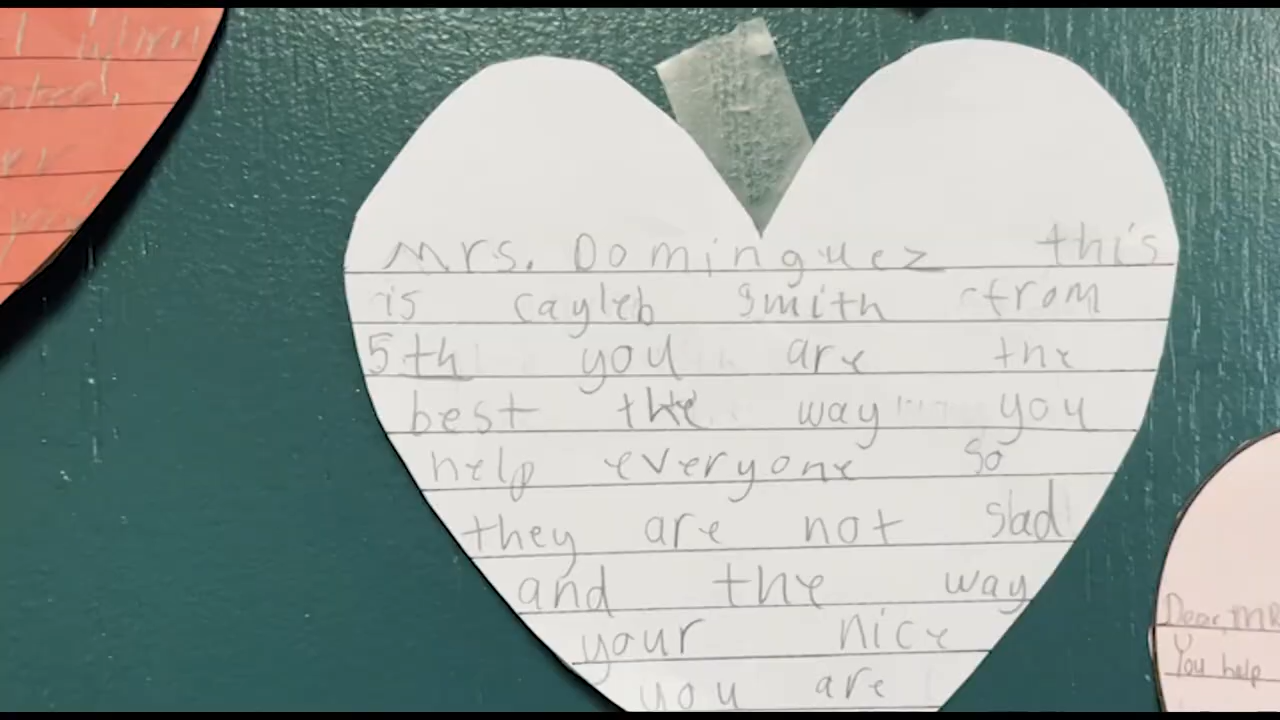 Mrs. Dominguez this
is cayleb smith from
5th you are the
best the way you
help everyone so
they are not sad
and the way
your nice
you are
Dear, MR
You help